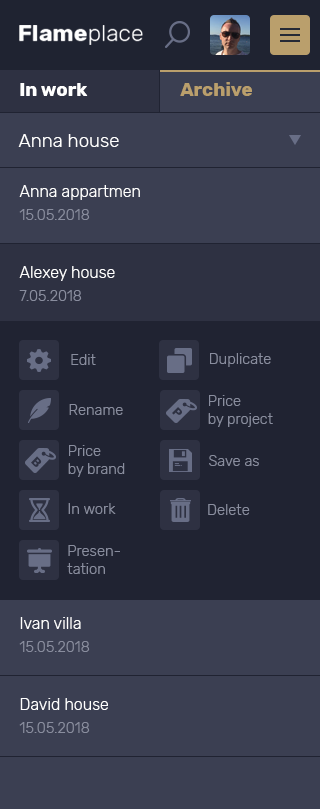 Flameplace
In work
Archive
Anna house
Anna appartmen
15.05.2018
Alexey house
7.05.2018
Edit
Duplicate
Rename
P
Price
by project
B
Price
by brand
Save as
In work
Delete
Presen-
tation
Ivan villa
15.05.2018
David house
15.05.2018